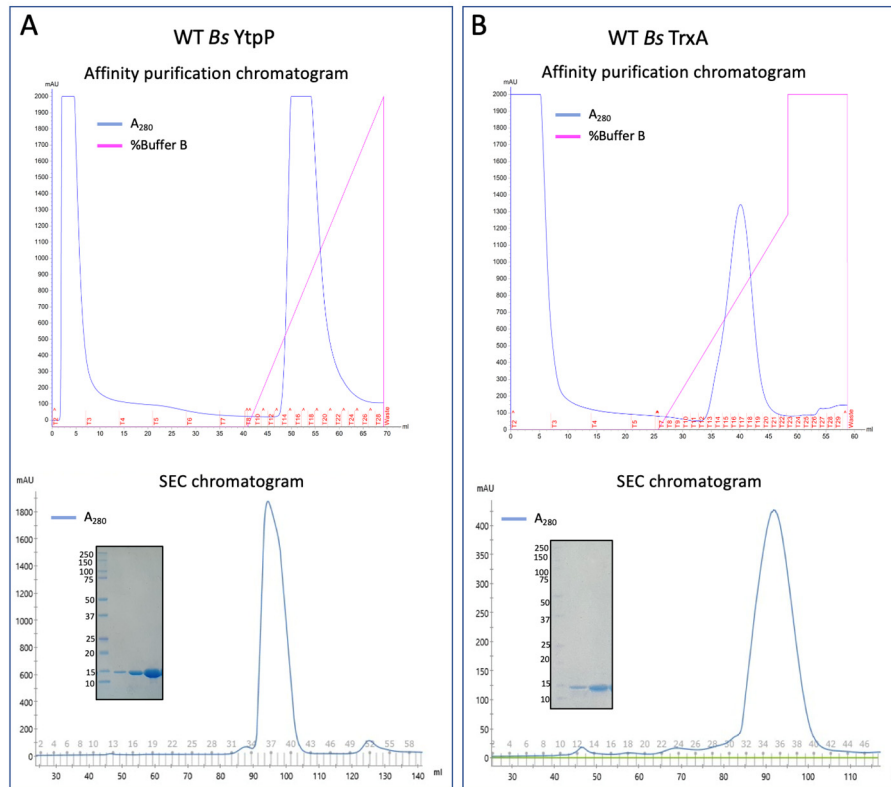 A
WT Bs YtpP
Affinity purification chromatogram
mAU
2000
1900
1800
1700
1600
1500
1400
1300
1200
1100
1000
900
800
700
600
500
400
300
200
100
0
A280
%Buffer B
T2 T3 T4 T5 T6 T7 T8 T10 T12 T14 T16 T18 T20 T22 T24 T26 T28 Waste
0 5 10 15 20 25 30 35 40 45 50 55 60 65 70 ml
SEC chromatogram
mAU
A280
1800
1600
1400
1200
1000
800
600
400
200
0
250
150
100
75
50
37
25
20
15
10
2 4 6 8 10 13 16 19 22 25 28 31 34 37 40 43 46 49 52 55 58
30 40 50 60 70 80 90 100 110 120 130 140
ml
B
WT Bs TrxA
Affinity purification chromatogram
mAU
2000
1900
1800
1700
1600
1500
1400
1300
1200
1100
1000
900
800
700
600
500
400
300
200
100
0
A280
%Buffer B
T2 T3 T4 T5 T7 T8 T9 T10 T11 T12 T13 T14 T15 T16 T17 T18 T19 T20 T21 T22 T23 T24 T25 T26 T27 T28 T29 Waste
0 5 10 15 20 25 30 35 40 45 50 55 60 ml
SEC chromatogram
mAU
A280
400
350
300
250
200
150
100
50
0
250
150
100
75
50
37
25
20
15
10
2 4 6 8 10 12 14 16 18 20 22 24 26 28 30 32 34 36 38 40 42 44 46
30 40 50 60 70 80 90 100 110
ml